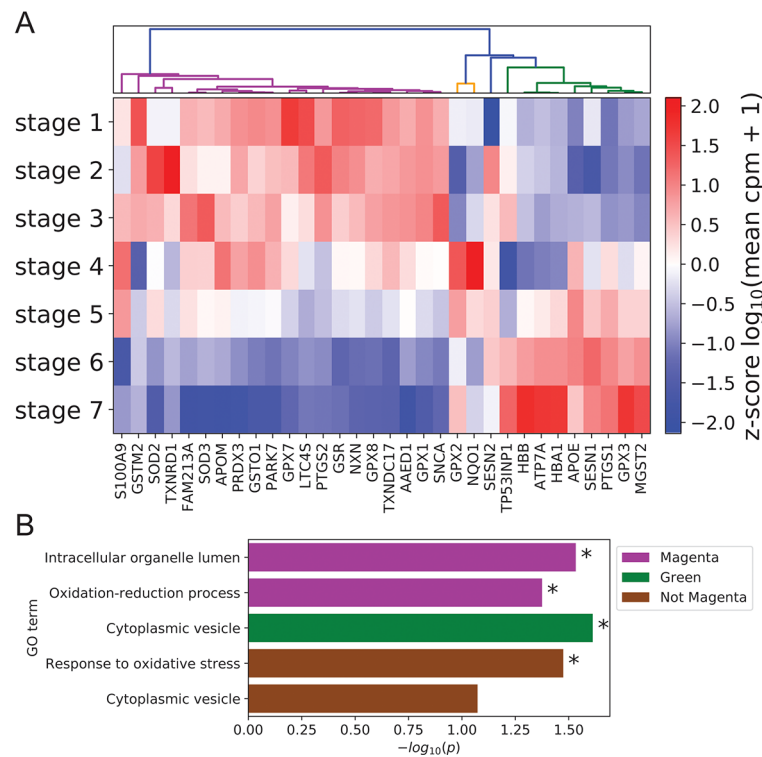 A
stage 1
stage 2
stage 3
stage 4
stage 5
stage 6
stage 7
2.0
1.5
1.0
0.5
0.0
−0.5
−1.0
−1.5
−2.0
z-score log10(mean cpm + 1)
S100A9
GSTM2
SOD2
TXNRD1
FAM213A
SOD3
APOM
PRDX3
GSTO1
PARK7
GPX7
LTC4S
PTGS2
GSR
NXN
GPX8
TXNDC17
AAED1
GPX1
SNCA
GPX2
NQO1
SESN2
TP53INP1
HBB
ATP7A
HBA1
APOE
SESN1
PTGS1
GPX3
MGST2
B
GO term
Intracellular organelle lumen
Oxidation-reduction process
Cytoplasmic vesicle
Response to oxidative stress
Cytoplasmic vesicle
*
*
*
*
0.00 0.25 0.50 0.75 1.00 1.25 1.50
−log10(p)
Magenta
Green
Not Magenta